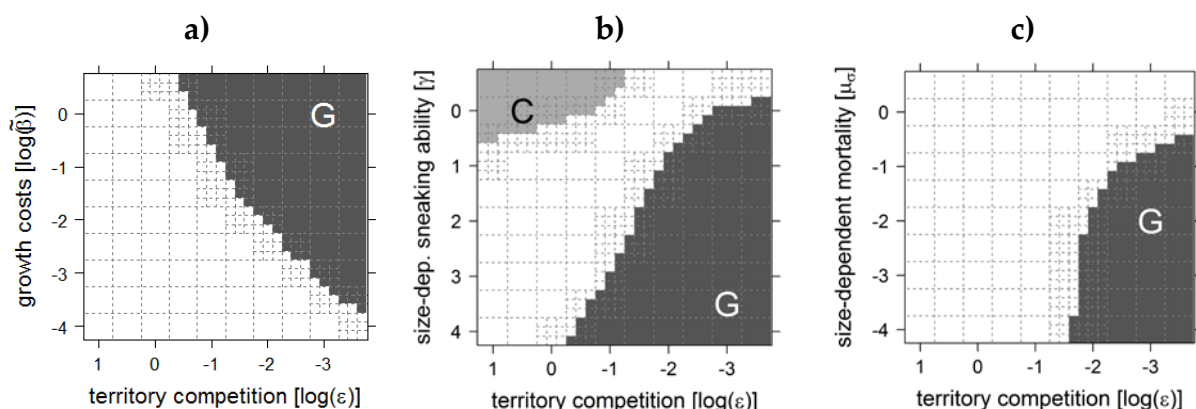 a)
growth costs [log(β̃)]
0
-1
-2
-3
-4
G
1 0 -1 -2 -3
territory competition [log(ε)]
b)
size-dep. sneaking ability [γ]
0
1
2
3
4
C
G
1 0 -1 -2 -3
territory competition [log(ε)]
c)
size-dependent mortality [μσ]
0
-1
-2
-3
-4
G
1 0 -1 -2 -3
territory competition [log(ε)]